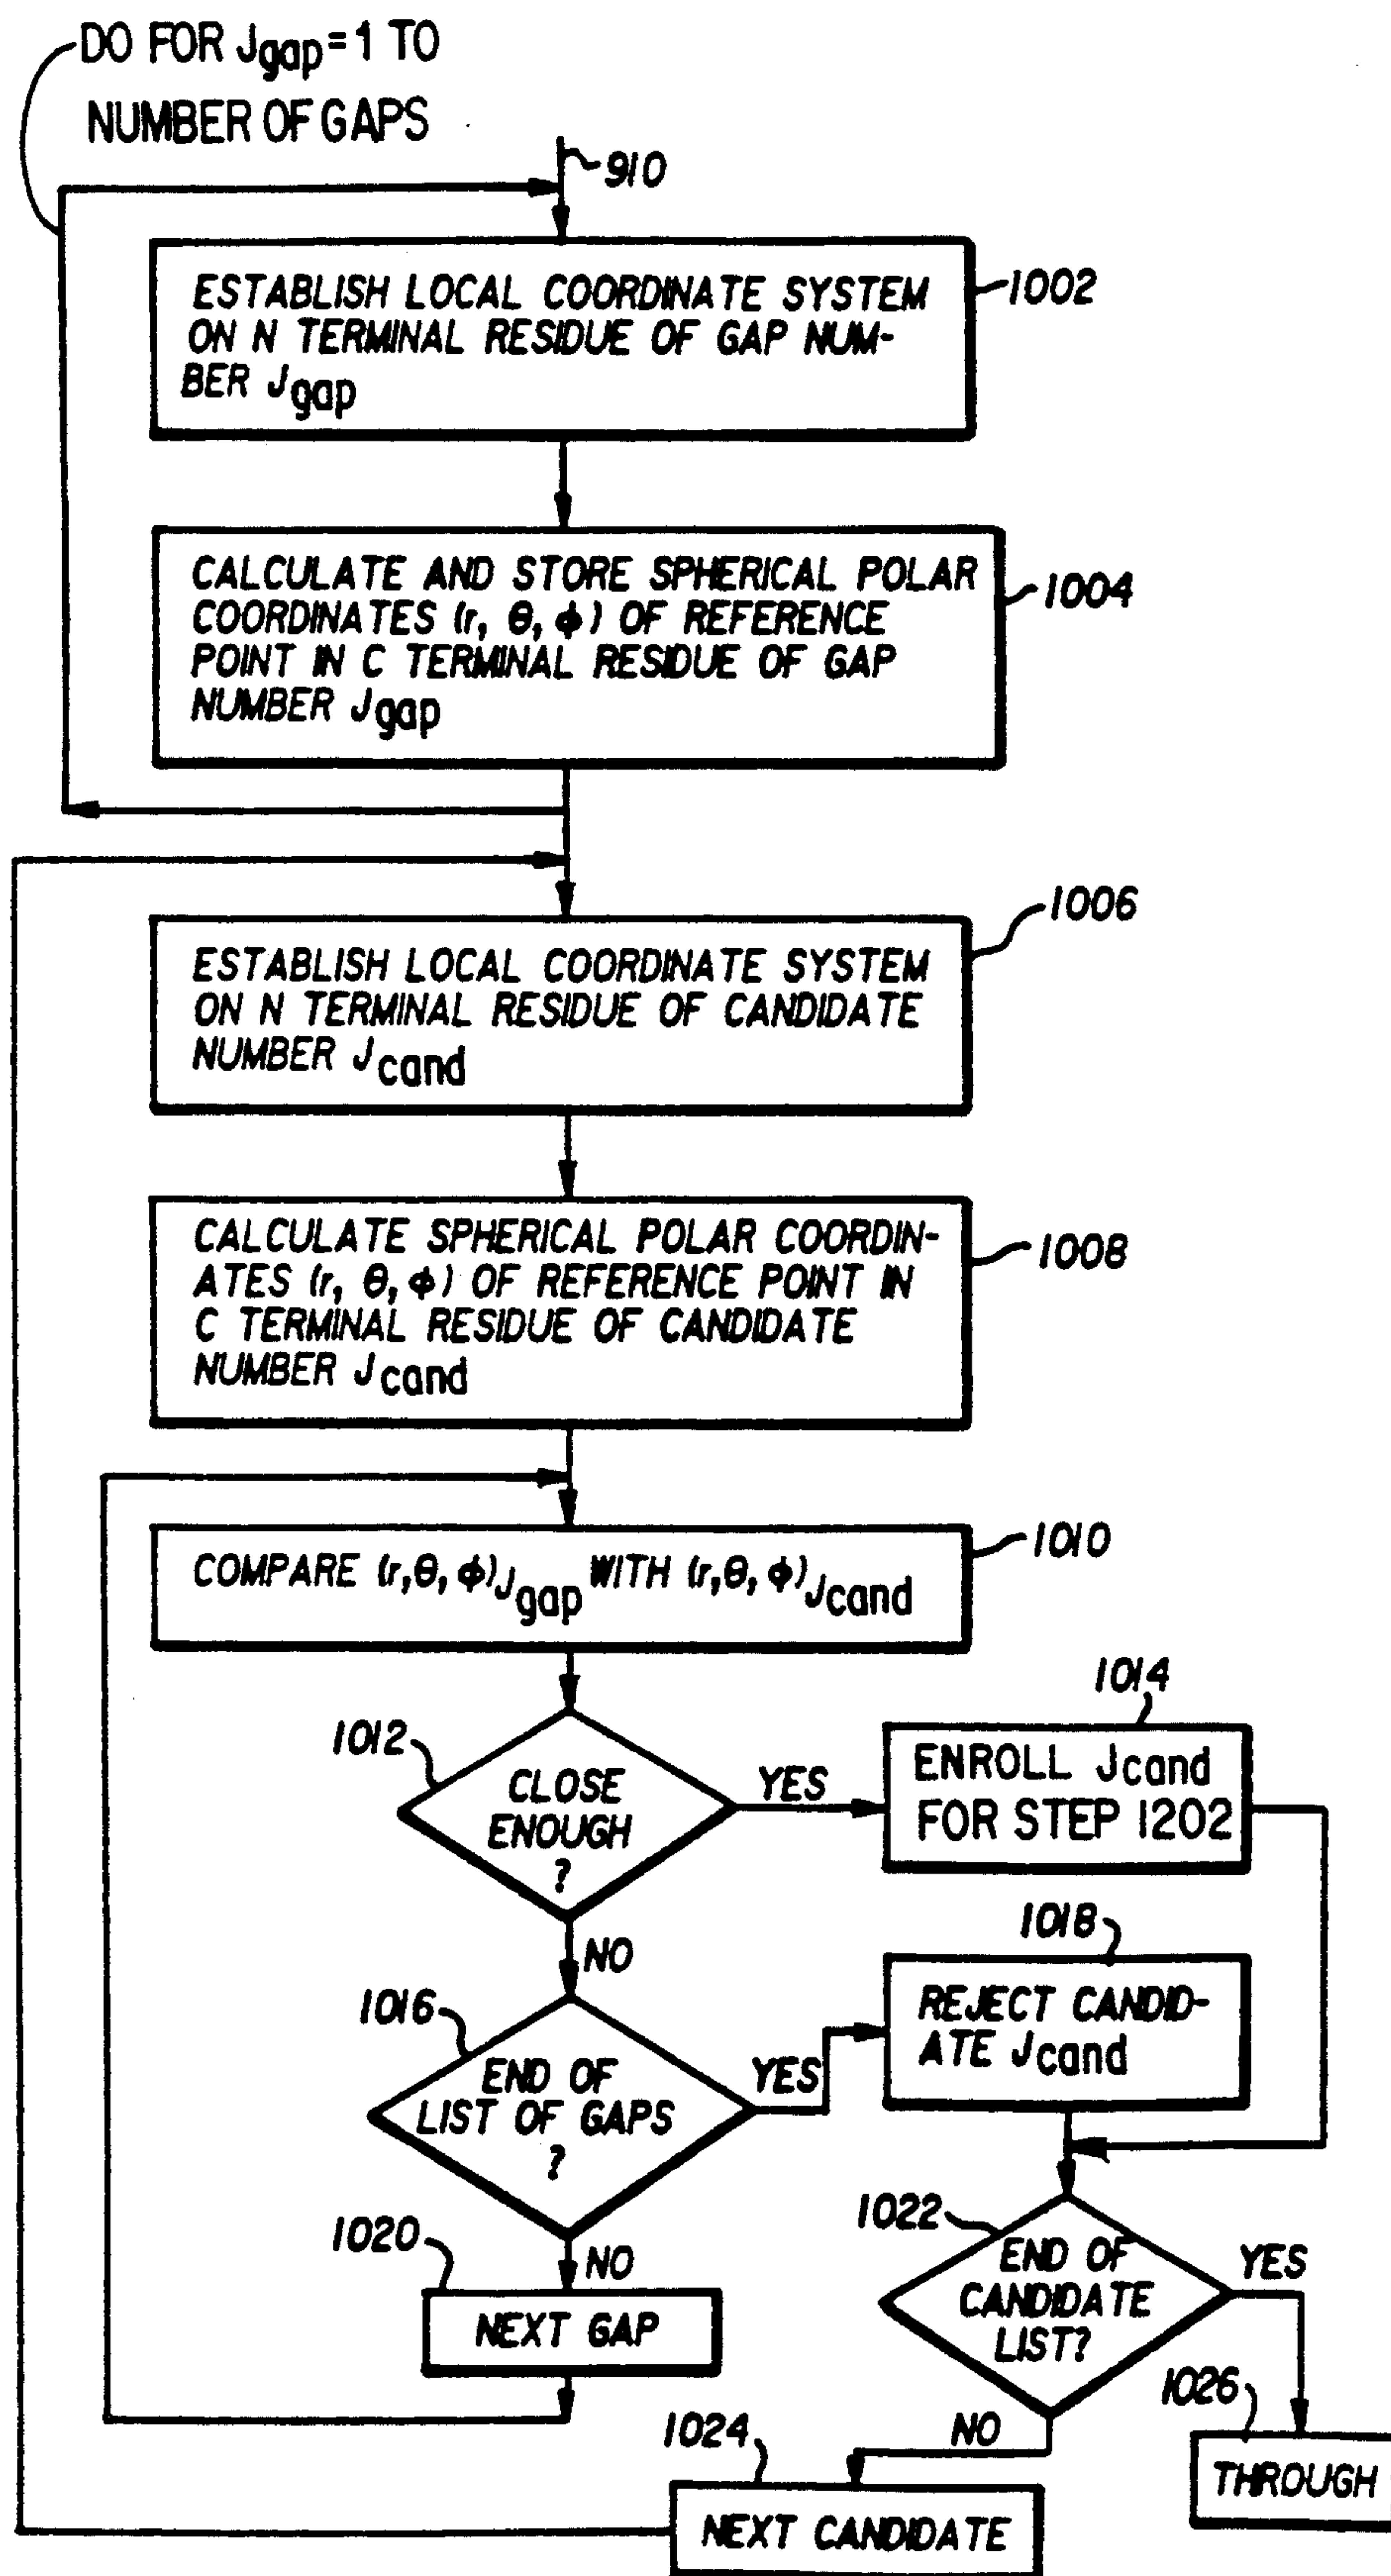 DO FOR Jgap = 1 TO
NUMBER OF GAPS
910
ESTABLISH LOCAL COORDINATE SYSTEM
ON N TERMINAL RESIDUE OF GAP NUM-
BER Jgap
1002
CALCULATE AND STORE SPHERICAL POLAR
COORDINATES (r, θ, ϕ) OF REFERENCE
POINT IN C TERMINAL RESIDUE OF GAP
NUMBER Jgap
1004
ESTABLISH LOCAL COORDINATE SYSTEM
ON N TERMINAL RESIDUE OF CANDIDATE
NUMBER Jcand
1006
CALCULATE SPHERICAL POLAR COORDIN-
ATES (r, θ, ϕ) OF REFERENCE POINT IN
C TERMINAL RESIDUE OF CANDIDATE
NUMBER Jcand
1008
COMPARE (r,θ, ϕ)Jgap WITH (r,θ, ϕ)Jcand
1010
1012
CLOSE
ENOUGH
?
YES
1014
ENROLL Jcand
FOR STEP 1202
NO
1016
END OF
LIST OF GAPS
?
YES
1018
REJECT CANDID-
ATE Jcand
1020
NO
NEXT GAP
1022
END OF
CANDIDATE
LIST?
YES
1024
NO
NEXT CANDIDATE
1026
THROUGH